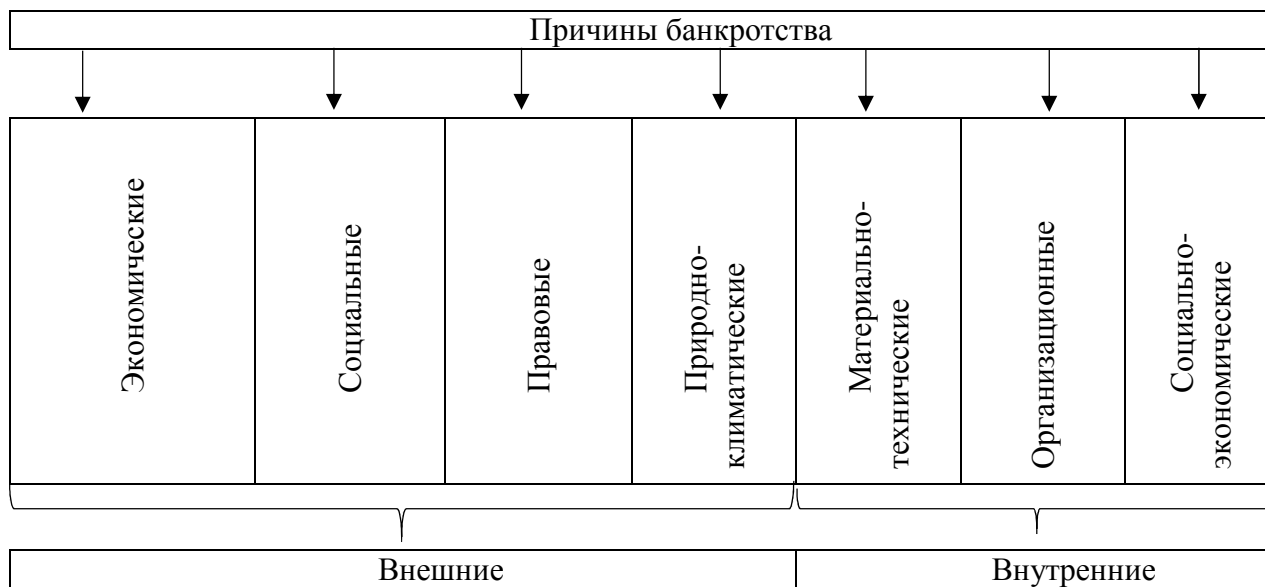 Причины банкротства
Экономические
Социальные
Правовые
Природно-
климатические
Материально-
технические
Организационные
Социально-
экономические
Внешние
Внутренние